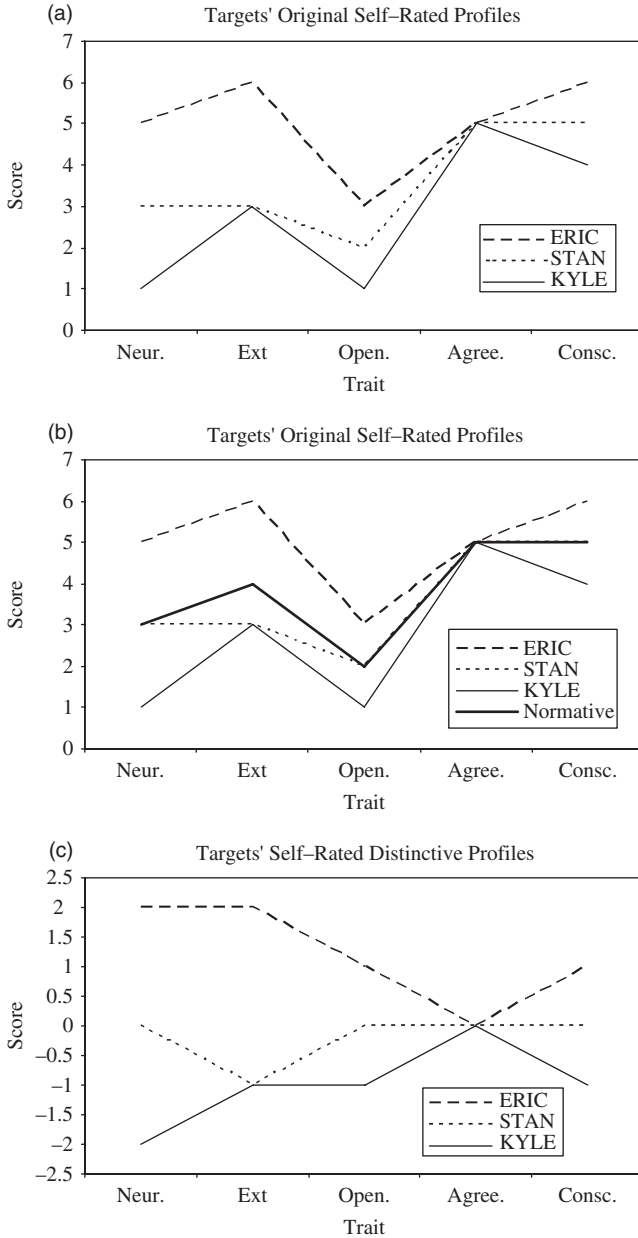 (a)
Targets' Original Self–Rated Profiles
7
6
5
4
3
2
1
0
Score
Neur.
Ext
Open.
Agree.
Consc.
Trait
ERIC
STAN
KYLE
(b)
Targets' Original Self–Rated Profiles
7
6
5
4
3
2
1
0
Score
Neur.
Ext
Open.
Agree.
Consc.
Trait
ERIC
STAN
KYLE
Normative
(c)
Targets' Self–Rated Distinctive Profiles
2.5
2
1.5
1
0.5
0
–0.5
–1
–1.5
–2
–2.5
Score
Neur.
Ext
Open.
Agree.
Consc.
Trait
ERIC
STAN
KYLE